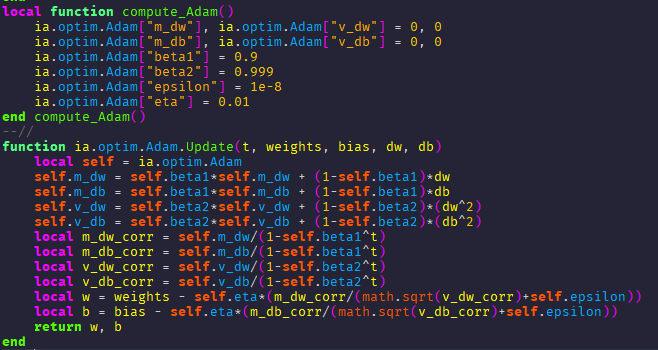 end
local function compute_Adam()
ia.optim.Adam["m_dw"], ia.optim.Adam["v_dw"] = 0, 0
ia.optim.Adam["m_db"], ia.optim.Adam["v_db"] = 0, 0
ia.optim.Adam["beta1"] = 0.9
ia.optim.Adam["beta2"] = 0.999
ia.optim.Adam["epsilon"] = 1e-8
ia.optim.Adam["eta"] = 0.01
end compute_Adam()
--//
function ia.optim.Adam.Update(t, weights, bias, dw, db)
local self = ia.optim.Adam
self.m_dw = self.beta1*self.m_dw + (1-self.beta1)*dw
self.m_db = self.beta1*self.m_db + (1-self.beta1)*db
self.v_dw = self.beta2*self.v_dw + (1-self.beta2)*(dw^2)
self.v_db = self.beta2*self.v_db + (1-self.beta2)*(db^2)
local m_dw_corr = self.m_dw/(1-self.beta1^t)
local m_db_corr = self.m_db/(1-self.beta1^t)
local v_dw_corr = self.v_dw/(1-self.beta2^t)
local v_db_corr = self.v_db/(1-self.beta2^t)
local w = weights - self.eta*(m_dw_corr/(math.sqrt(v_dw_corr)+self.epsilon))
local b = bias - self.eta*(m_db_corr/(math.sqrt(v_db_corr)+self.epsilon))
return w, b
end